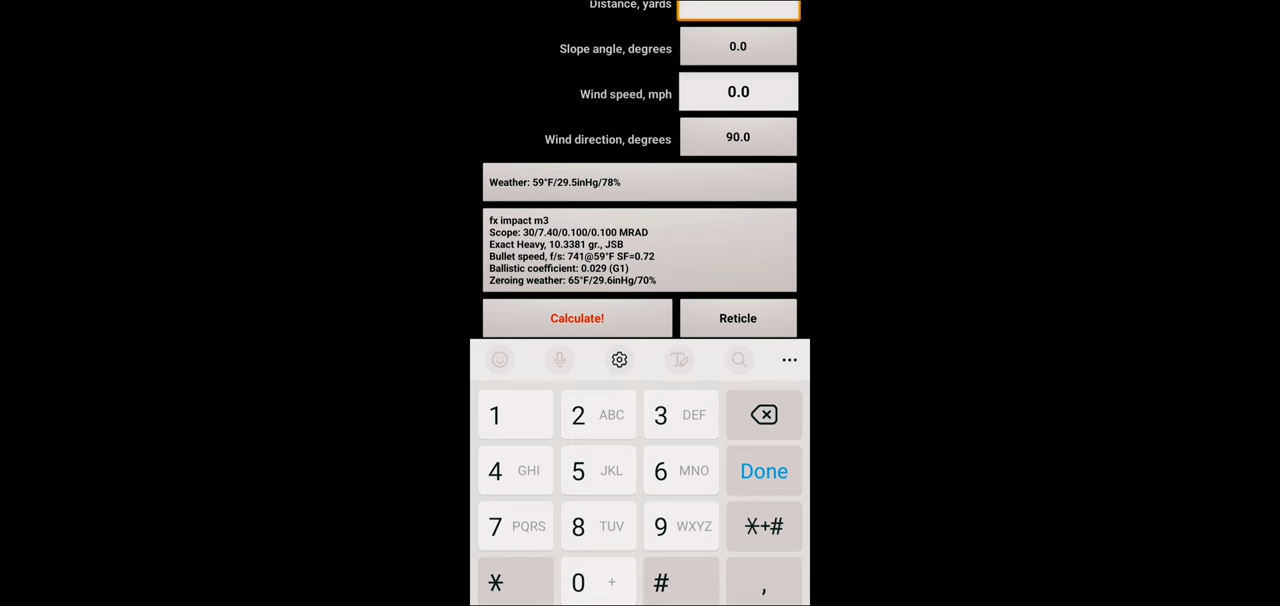 Distance, yards
Slope angle, degrees 0.0
Wind speed, mph 0.0
Wind direction, degrees 90.0
Weather: 59°F/29.5inHg/78%
fx impact m3
Scope: 30/7.40/0.100/0.100 MRAD
Exact Heavy, 10.3381 gr., JSB
Bullet speed, f/s: 741@59°F SF=0.72
Ballistic coefficient: 0.029 (G1)
Zeroing weather: 65°F/29.6inHg/70%
Calculate! Reticle
1 2 ABC 3 DEF
4 GHI 5 JKL 6 MNO Done
7 PQRS 8 TUV 9 WXYZ *+#
* 0 + # ,